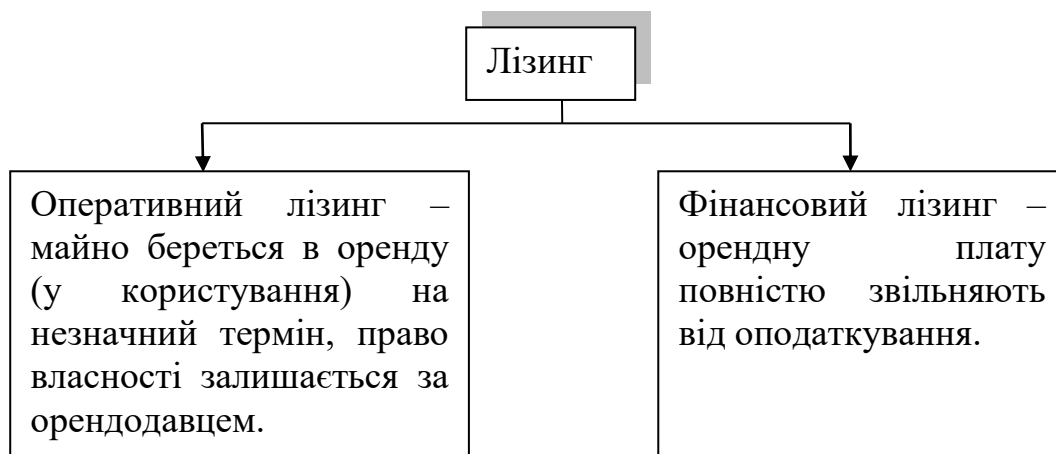 Лізинг
Оперативний лізинг –
майно береться в оренду
(у користування) на
незначний термін, право
власності залишається за
орендодавцем.
Фінансовий лізинг –
орендну плату
повністю звільняють
від оподаткування.